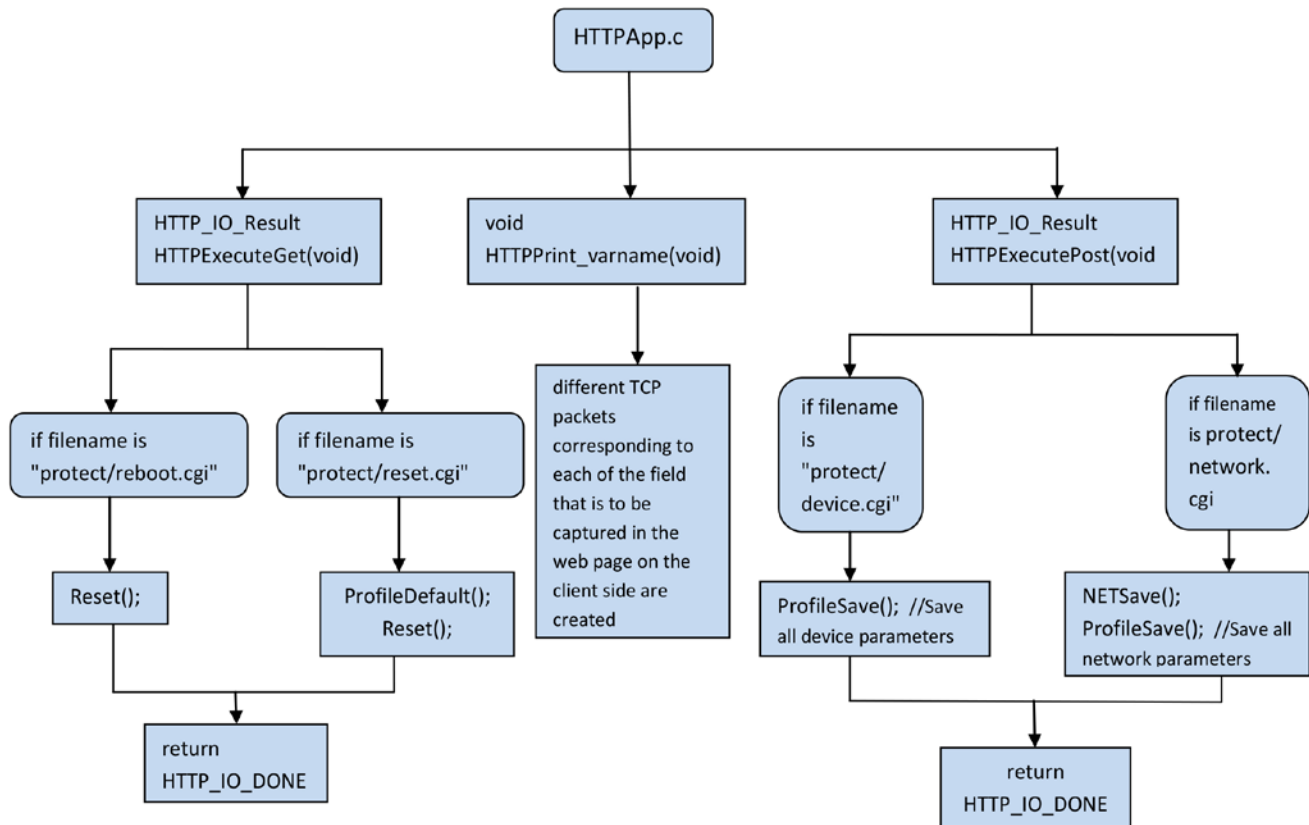 HTTPApp.c
HTTP_IO_Result
HTTPExecuteGet(void)
void
HTTPPrint_varname(void)
HTTP_IO_Result
HTTPExecutePost(void
if filename is
"protect/reboot.cgi"
if filename is
"protect/reset.cgi"
different TCP
packets
corresponding to
each of the field
that is to be
captured in the
web page on the
client side are
created
if filename
is
"protect/
device.cgi"
if filename
is protect/
network.
cgi
Reset();
ProfileDefault();
Reset();
ProfileSave(); //Save
all device parameters
NETSave();
ProfileSave(); //Save all
network parameters
return
HTTP_IO_DONE
return
HTTP_IO_DONE